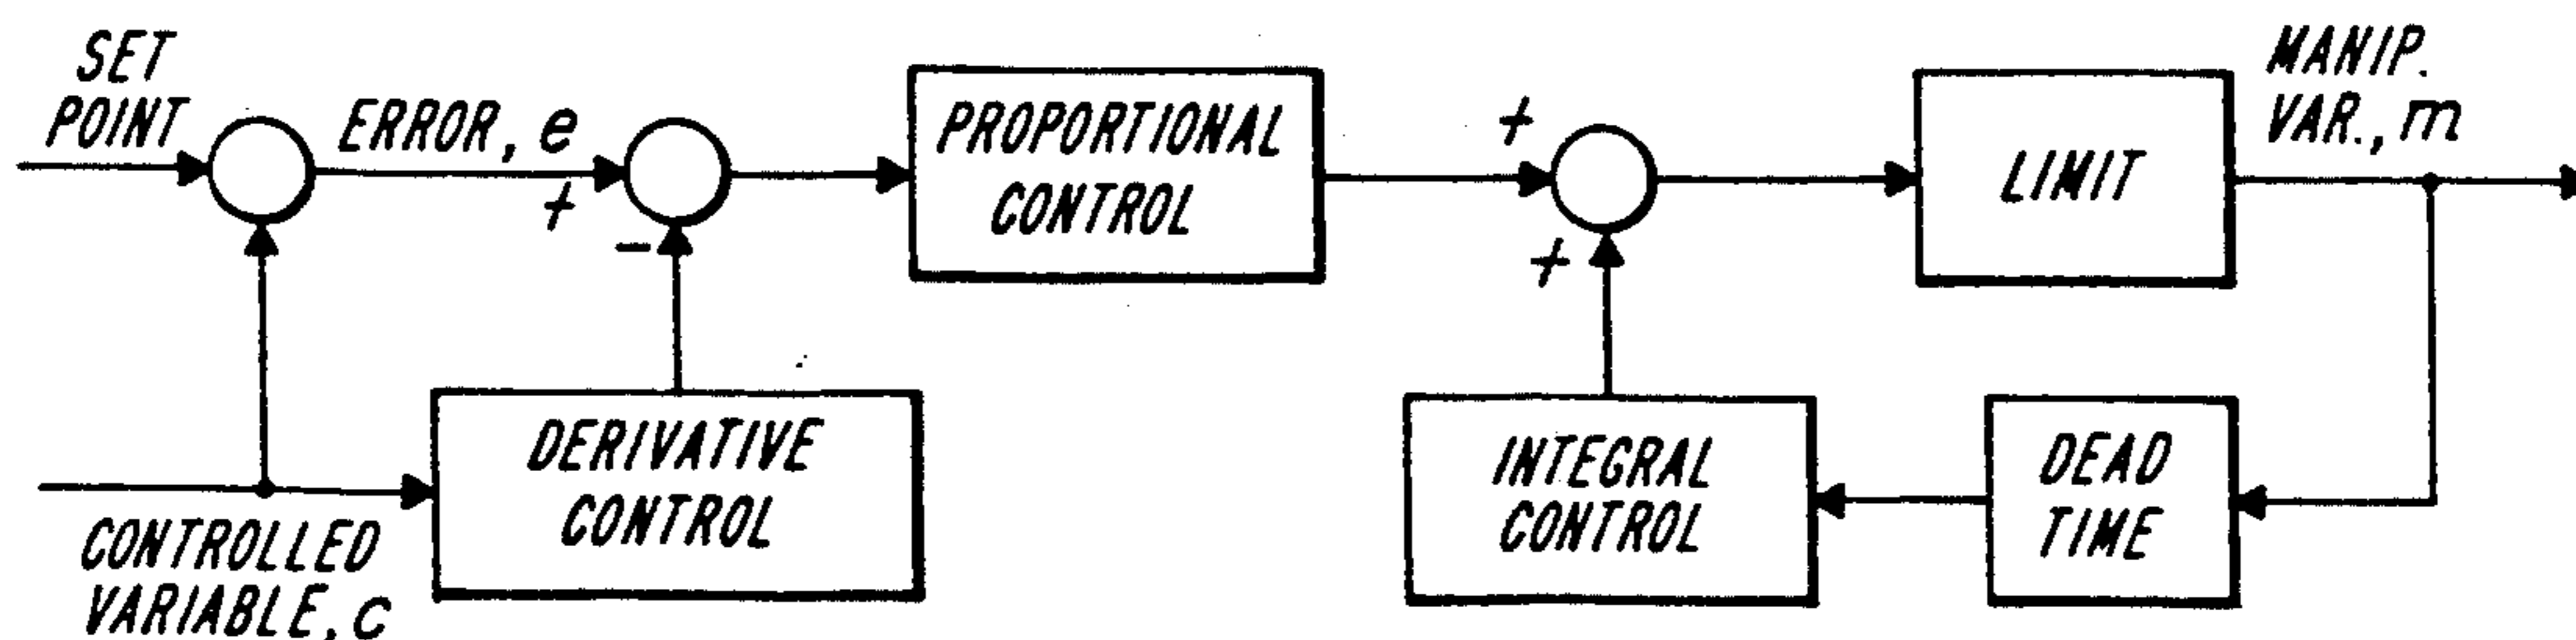 SET
POINT
ERROR, e
+
-
PROPORTIONAL
CONTROL
+
+
LIMIT
MANIP.
VAR., m
CONTROLLED
VARIABLE, c
DERIVATIVE
CONTROL
INTEGRAL
CONTROL
DEAD
TIME